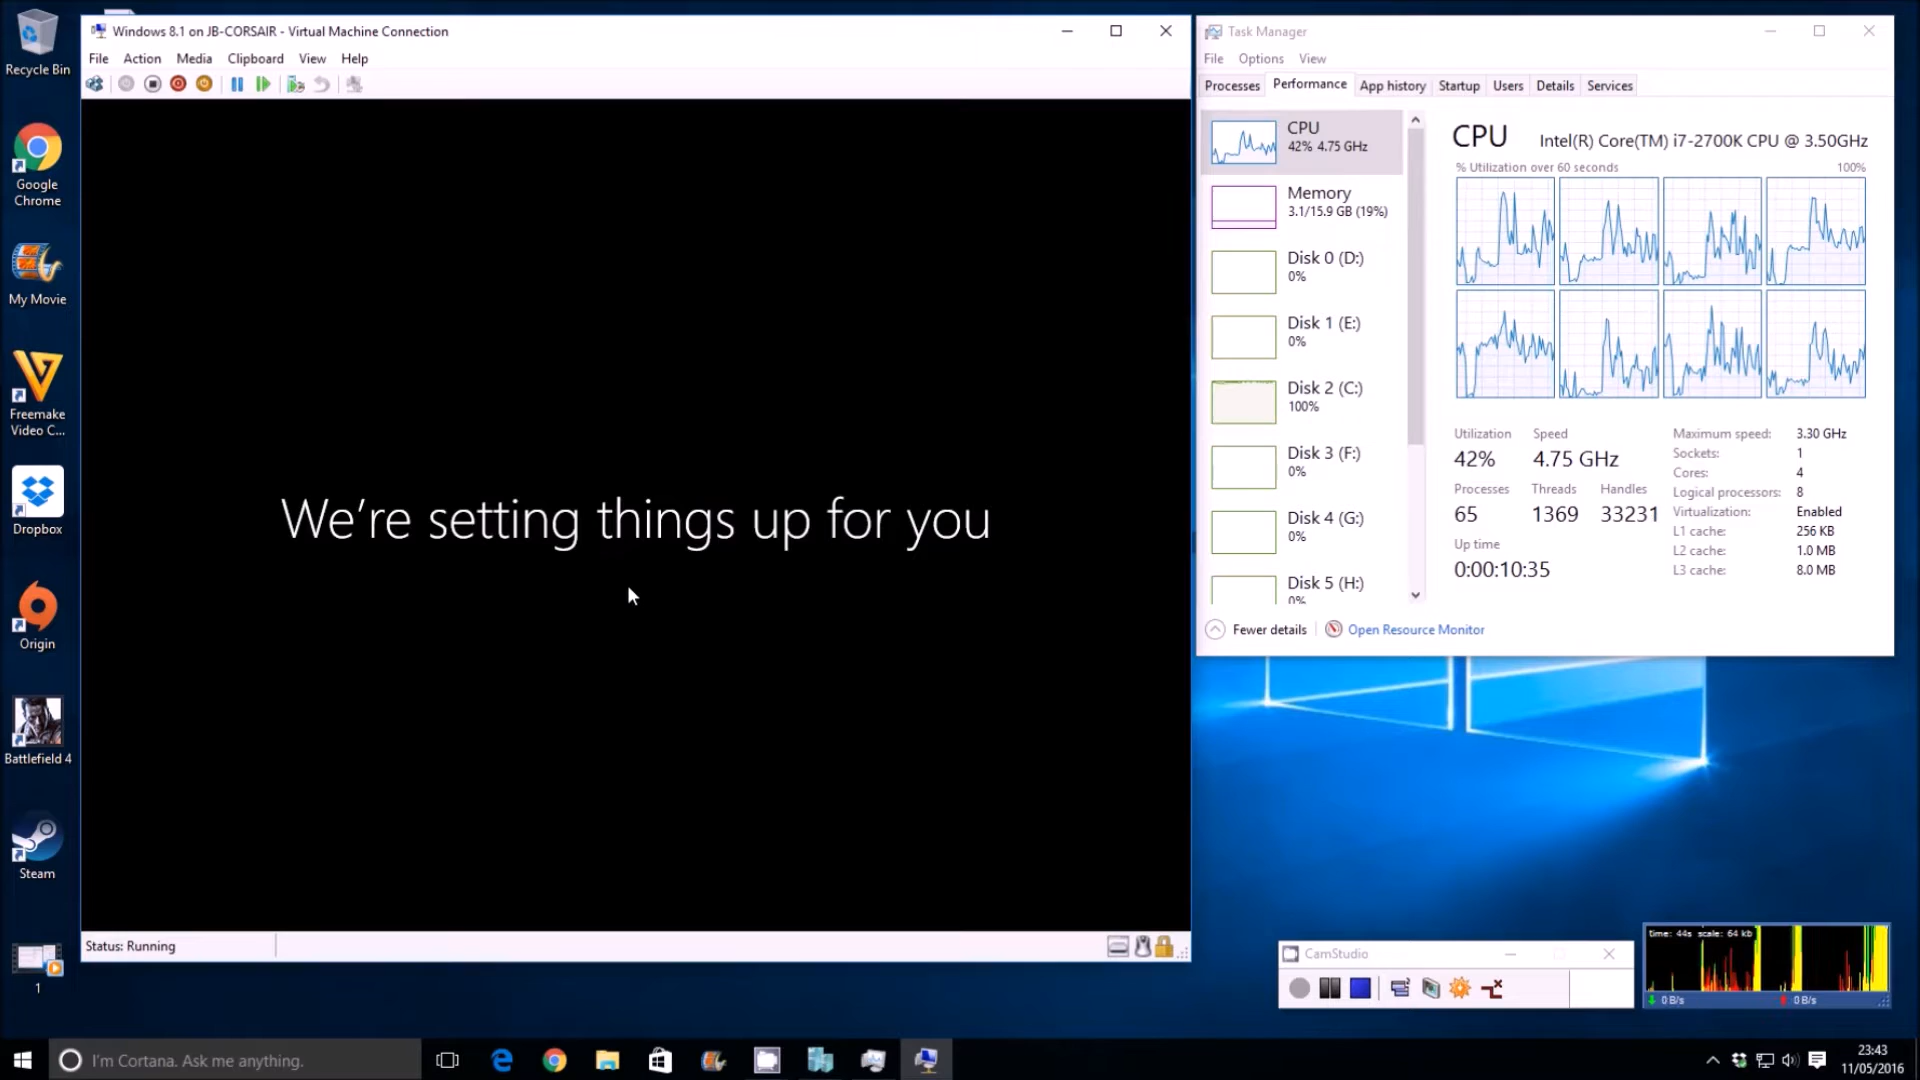 Recycle Bin
Google
Chrome
My Movie
Freemake
Video C...
Dropbox
Origin
Battlefield 4
Steam
1
Windows 8.1 on JB-CORSAIR - Virtual Machine Connection
File Action Media Clipboard View Help
We're setting things up for you
Status: Running
Task Manager
File Options View
Processes Performance App history Startup Users Details Services
CPU
42% 4.75 GHz
Memory
3.1/15.9 GB (19%)
Disk 0 (D:)
0%
Disk 1 (E:)
0%
Disk 2 (C:)
100%
Disk 3 (F:)
0%
Disk 4 (G:)
0%
Disk 5 (H:)
0%
CPU Intel(R) Core(TM) i7-2700K CPU @ 3.50GHz
% Utilization over 60 seconds 100%
Utilization Speed
42% 4.75 GHz
Processes Threads Handles
65 1369 33231
Up time
0:00:10:35
Maximum speed: 3.30 GHz
Sockets: 1
Cores: 4
Logical processors: 8
Virtualization: Enabled
L1 cache: 256 KB
L2 cache: 1.0 MB
L3 cache: 8.0 MB
Fewer details Open Resource Monitor
CamStudio
time: 44s scale: 64 kb
0 B/s 0 B/s
I'm Cortana. Ask me anything.
23:43
11/05/2016